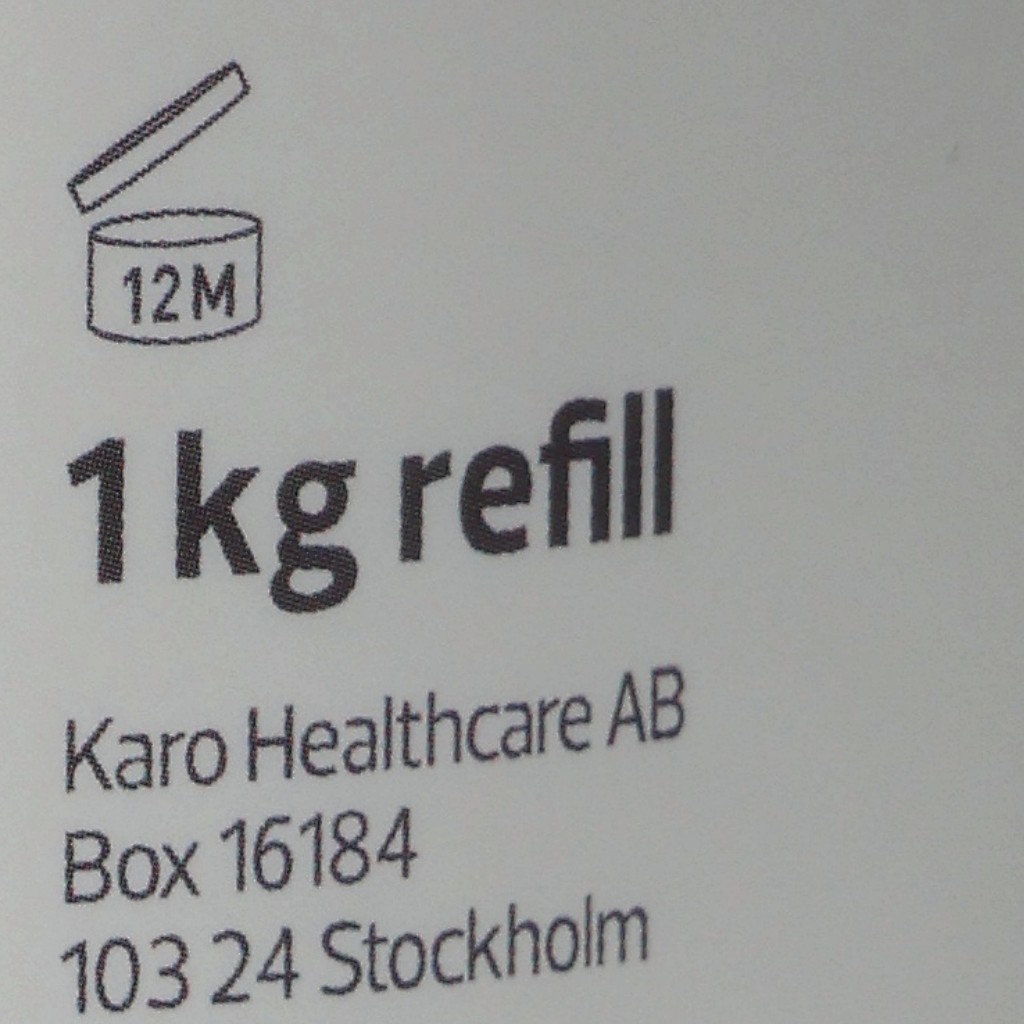 12M
1 kg refill
Karo Healthcare AB
Box 16184
103 24 Stockholm